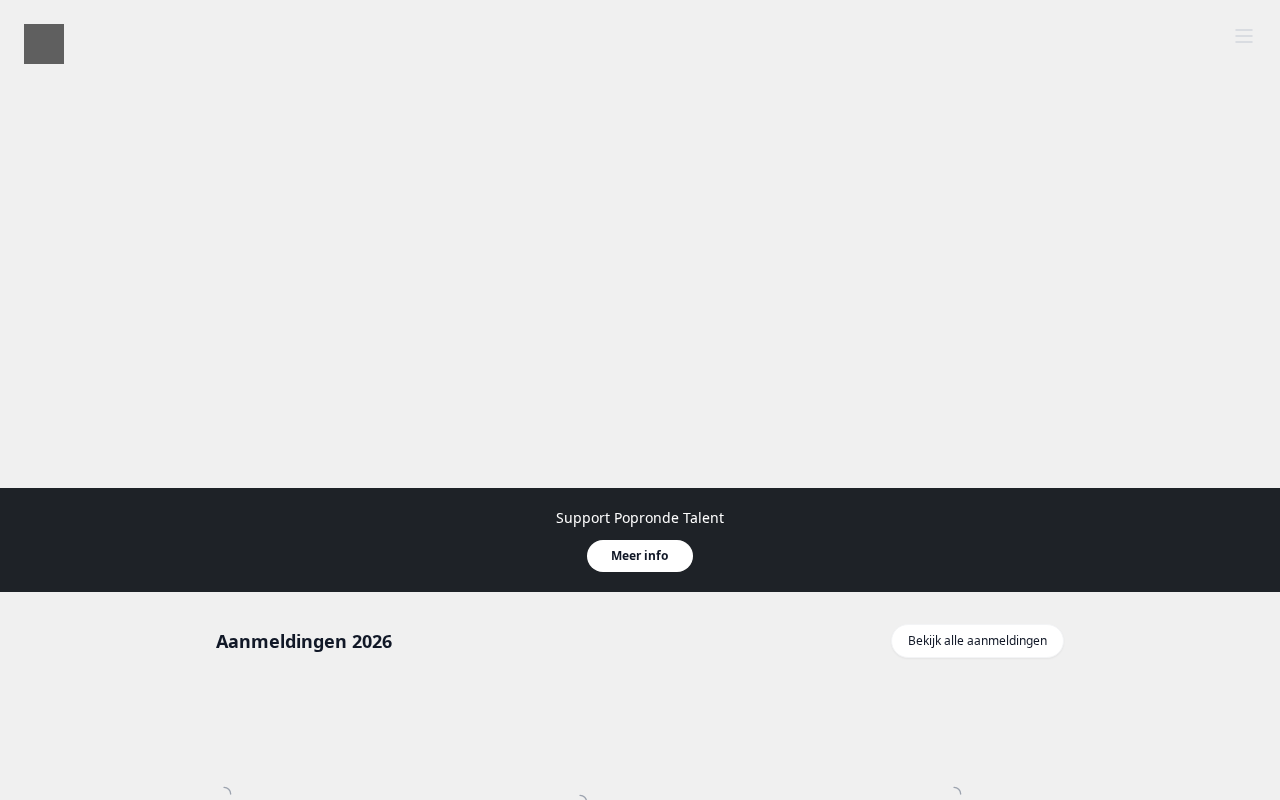 Support Popronde Talent
Meer info
Aanmeldingen 2026
Bekijk alle aanmeldingen